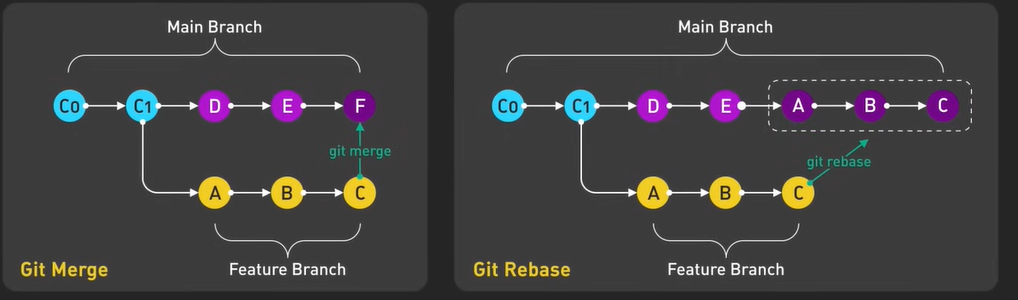 Main Branch
C0 C1 D E F
git merge
A B C
Feature Branch
Git Merge
Main Branch
C0 C1 D E A B C
git rebase
A B C
Feature Branch
Git Rebase